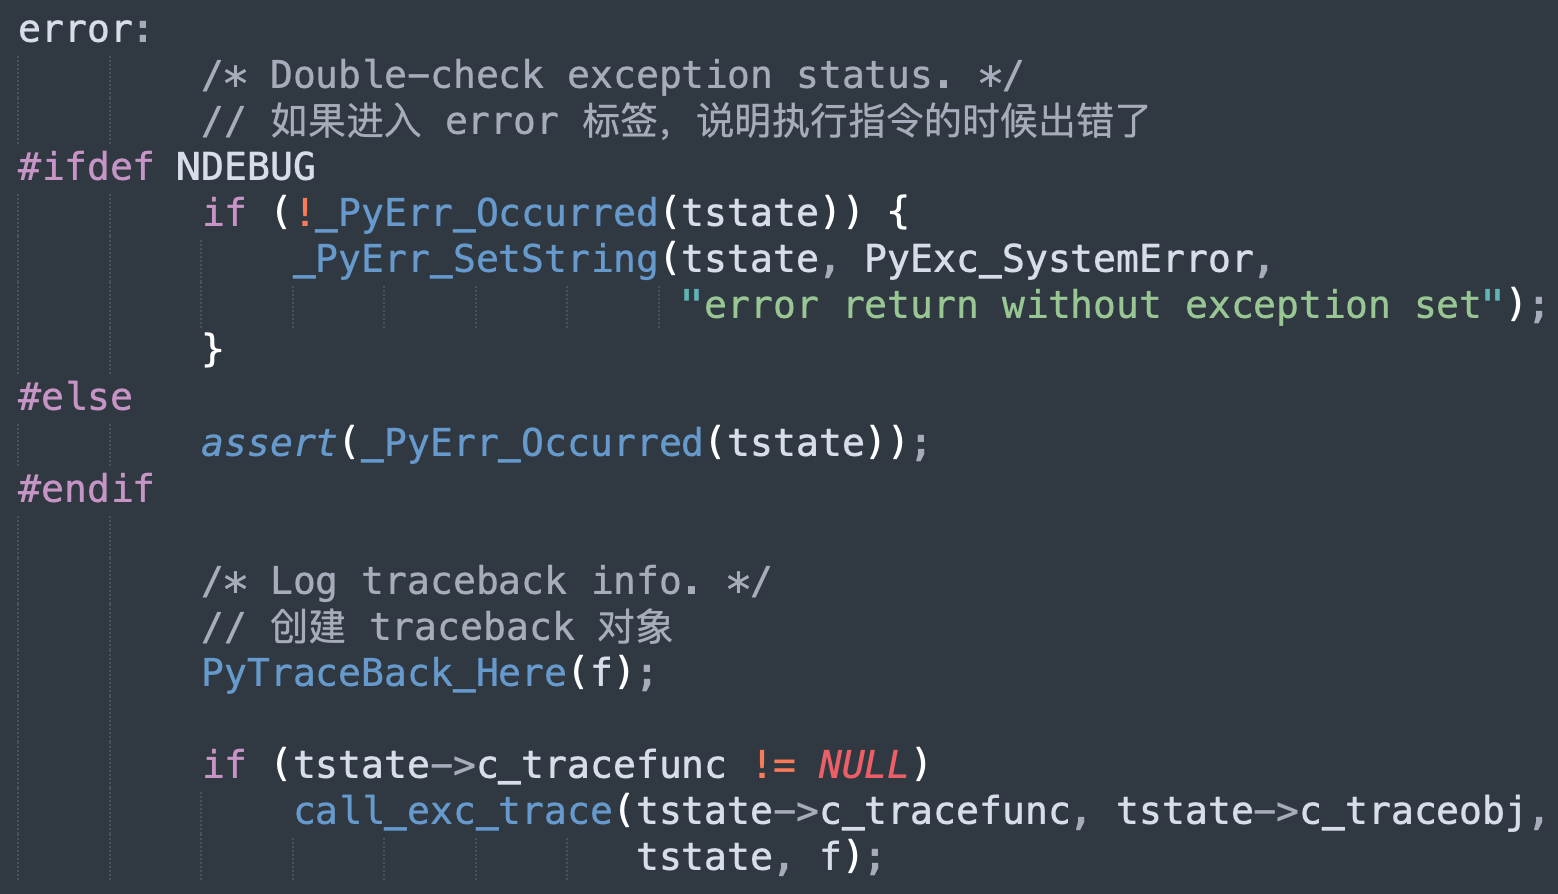 error:
        /* Double-check exception status. */
        // 如果进入 error 标签，说明执行指令的时候出错了
#ifdef NDEBUG
        if (!_PyErr_Occurred(tstate)) {
            _PyErr_SetString(tstate, PyExc_SystemError,
                             "error return without exception set");
        }
#else
        assert(_PyErr_Occurred(tstate));
#endif

        /* Log traceback info. */
        // 创建 traceback 对象
        PyTraceBack_Here(f);

        if (tstate->c_tracefunc != NULL)
            call_exc_trace(tstate->c_tracefunc, tstate->c_traceobj,
                           tstate, f);